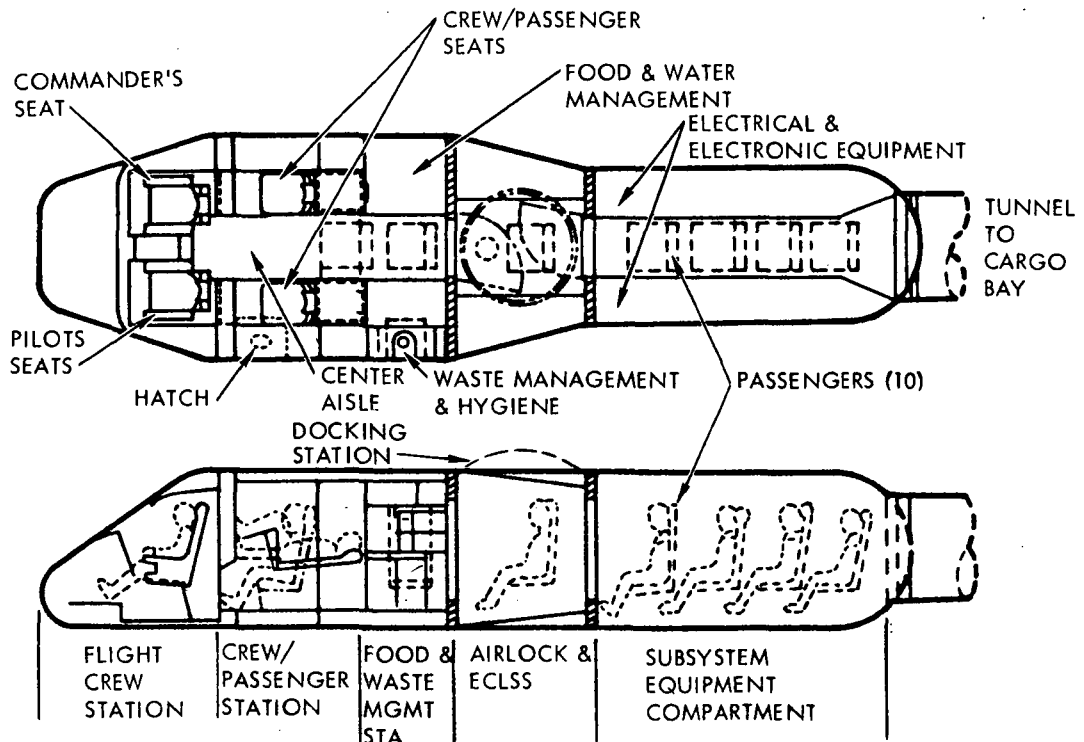 CREW/PASSENGER
SEATS
COMMANDER'S
SEAT
FOOD & WATER
MANAGEMENT
ELECTRICAL &
ELECTRONIC EQUIPMENT
TUNNEL
TO
CARGO
BAY
PILOTS
SEATS
HATCH
CENTER
AISLE
WASTE MANAGEMENT
& HYGIENE
PASSENGERS (10)
DOCKING
STATION
FLIGHT
CREW
STATION
CREW/
PASSENGER
STATION
FOOD &
WASTE
MGMT
STA
AIRLOCK &
ECLSS
SUBSYSTEM
EQUIPMENT
COMPARTMENT